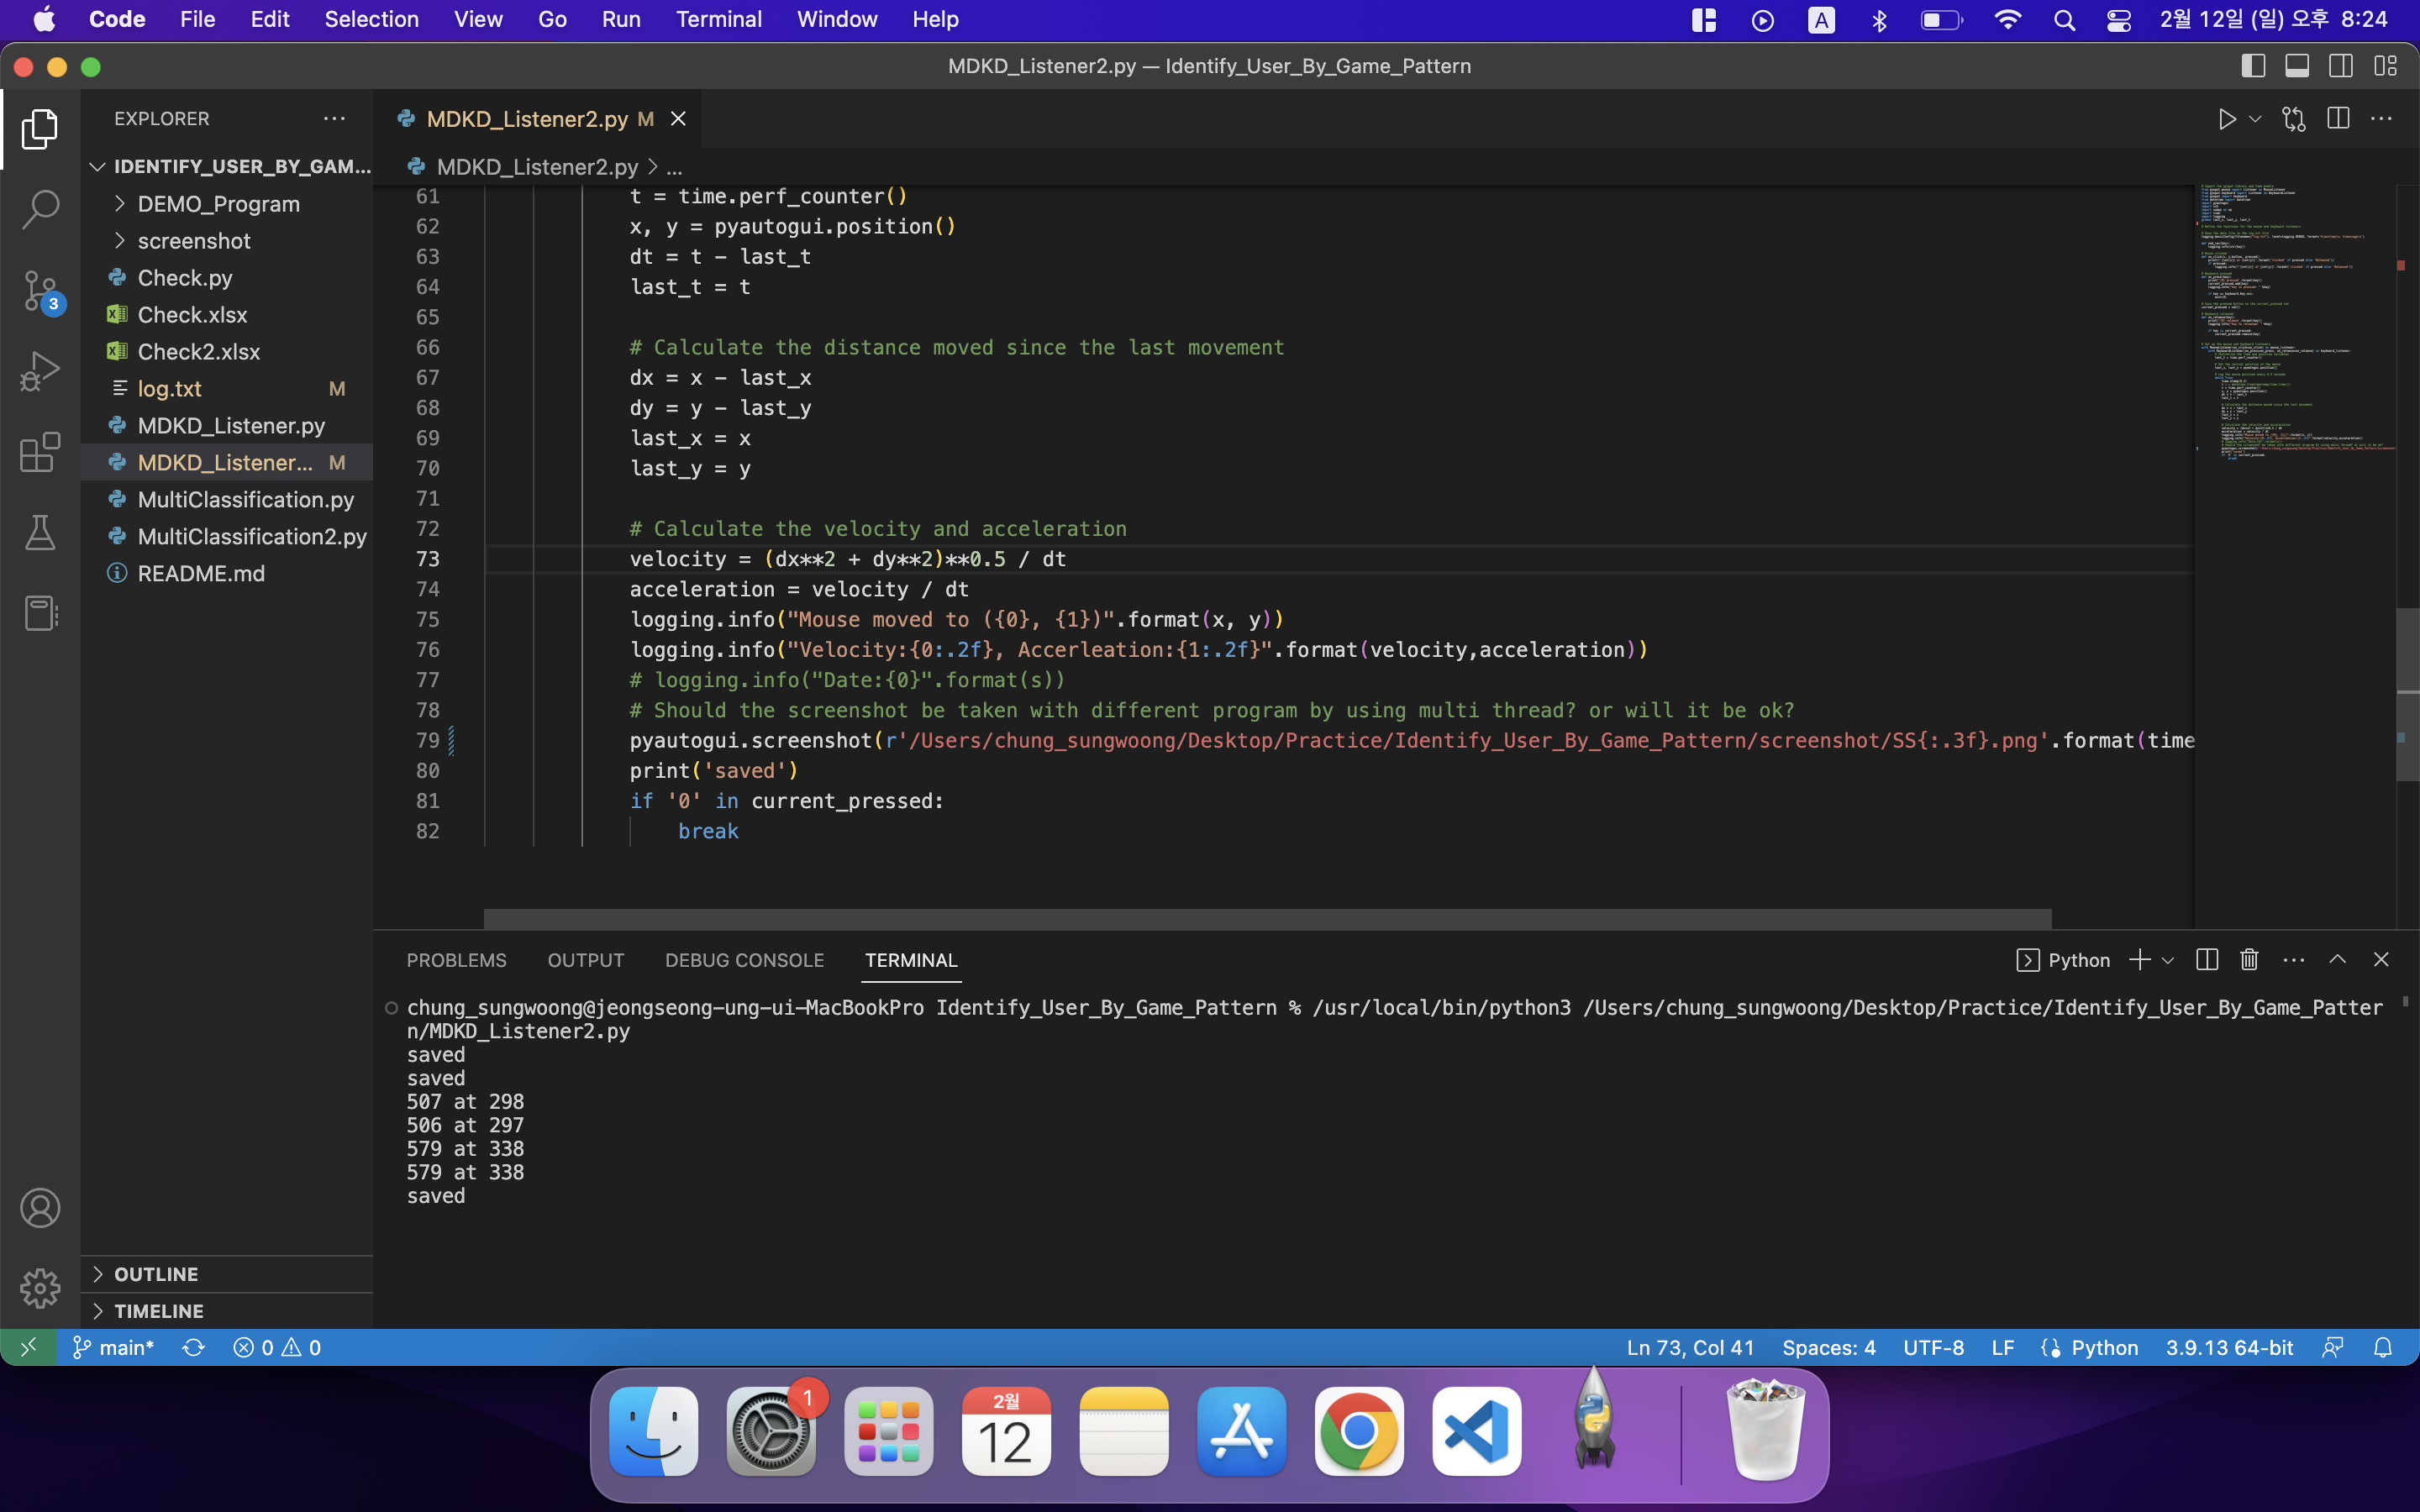 Code File Edit Selection View Go Run Terminal Window Help
A
2월 12일 (일) 오후 8:24
MDKD_Listener2.py — Identify_User_By_Game_Pattern
EXPLORER
IDENTIFY_USER_BY_GAM...
DEMO_Program
screenshot
Check.py
Check.xlsx
Check2.xlsx
log.txt M
MDKD_Listener.py
MDKD_Listener... M
MultiClassification.py
MultiClassification2.py
README.md
3
OUTLINE
TIMELINE
MDKD_Listener2.py M
MDKD_Listener2.py > ...
61 t = time.perf_counter()
62 x, y = pyautogui.position()
63 dt = t - last_t
64 last_t = t
65
66 # Calculate the distance moved since the last movement
67 dx = x - last_x
68 dy = y - last_y
69 last_x = x
70 last_y = y
71
72 # Calculate the velocity and acceleration
73 velocity = (dx**2 + dy**2)**0.5 / dt
74 acceleration = velocity / dt
75 logging.info("Mouse moved to ({0}, {1})".format(x, y))
76 logging.info("Velocity:{0:.2f}, Accerleation:{1:.2f}".format(velocity,acceleration))
77 # logging.info("Date:{0}".format(s))
78 # Should the screenshot be taken with different program by using multi thread? or will it be ok?
79 pyautogui.screenshot(r'/Users/chung_sungwoong/Desktop/Practice/Identify_User_By_Game_Pattern/screenshot/SS{:.3f}.png'.format(time
80 print('saved')
81 if '0' in current_pressed:
82 break
PROBLEMS OUTPUT DEBUG CONSOLE TERMINAL
Python
chung_sungwoong@jeongseong-ung-ui-MacBookPro Identify_User_By_Game_Pattern % /usr/local/bin/python3 /Users/chung_sungwoong/Desktop/Practice/Identify_User_By_Game_Patter
n/MDKD_Listener2.py
saved
saved
507 at 298
506 at 297
579 at 338
579 at 338
saved
main* 0 0
Ln 73, Col 41 Spaces: 4 UTF-8 LF Python 3.9.13 64-bit
1
2월
12